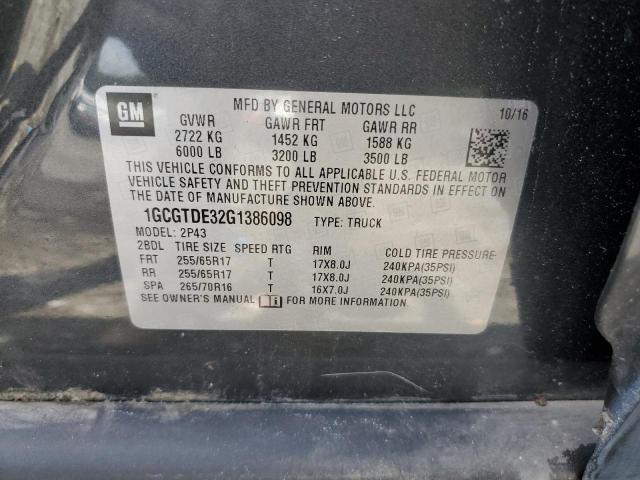 GM
MFD BY GENERAL MOTORS LLC 10/16
GVWR GAWR FRT GAWR RR
2722 KG 1452 KG 1588 KG
6000 LB 3200 LB 3500 LB
THIS VEHICLE CONFORMS TO ALL APPLICABLE U.S. FEDERAL MOTOR
VEHICLE SAFETY AND THEFT PREVENTION STANDARDS IN EFFECT ON
THE DATE OF MANUFACTURE SHOWN ABOVE.
1GCGTDE32G1386098 TYPE: TRUCK
MODEL: 2P43
2BDL TIRE SIZE SPEED RTG RIM COLD TIRE PRESSURE
FRT 255/65R17 T 17X8.0J 240KPA(35PSI)
RR 255/65R17 T 17X8.0J 240KPA(35PSI)
SPA 265/70R16 T 16X7.0J 240KPA(35PSI)
SEE OWNER'S MANUAL FOR MORE INFORMATION.